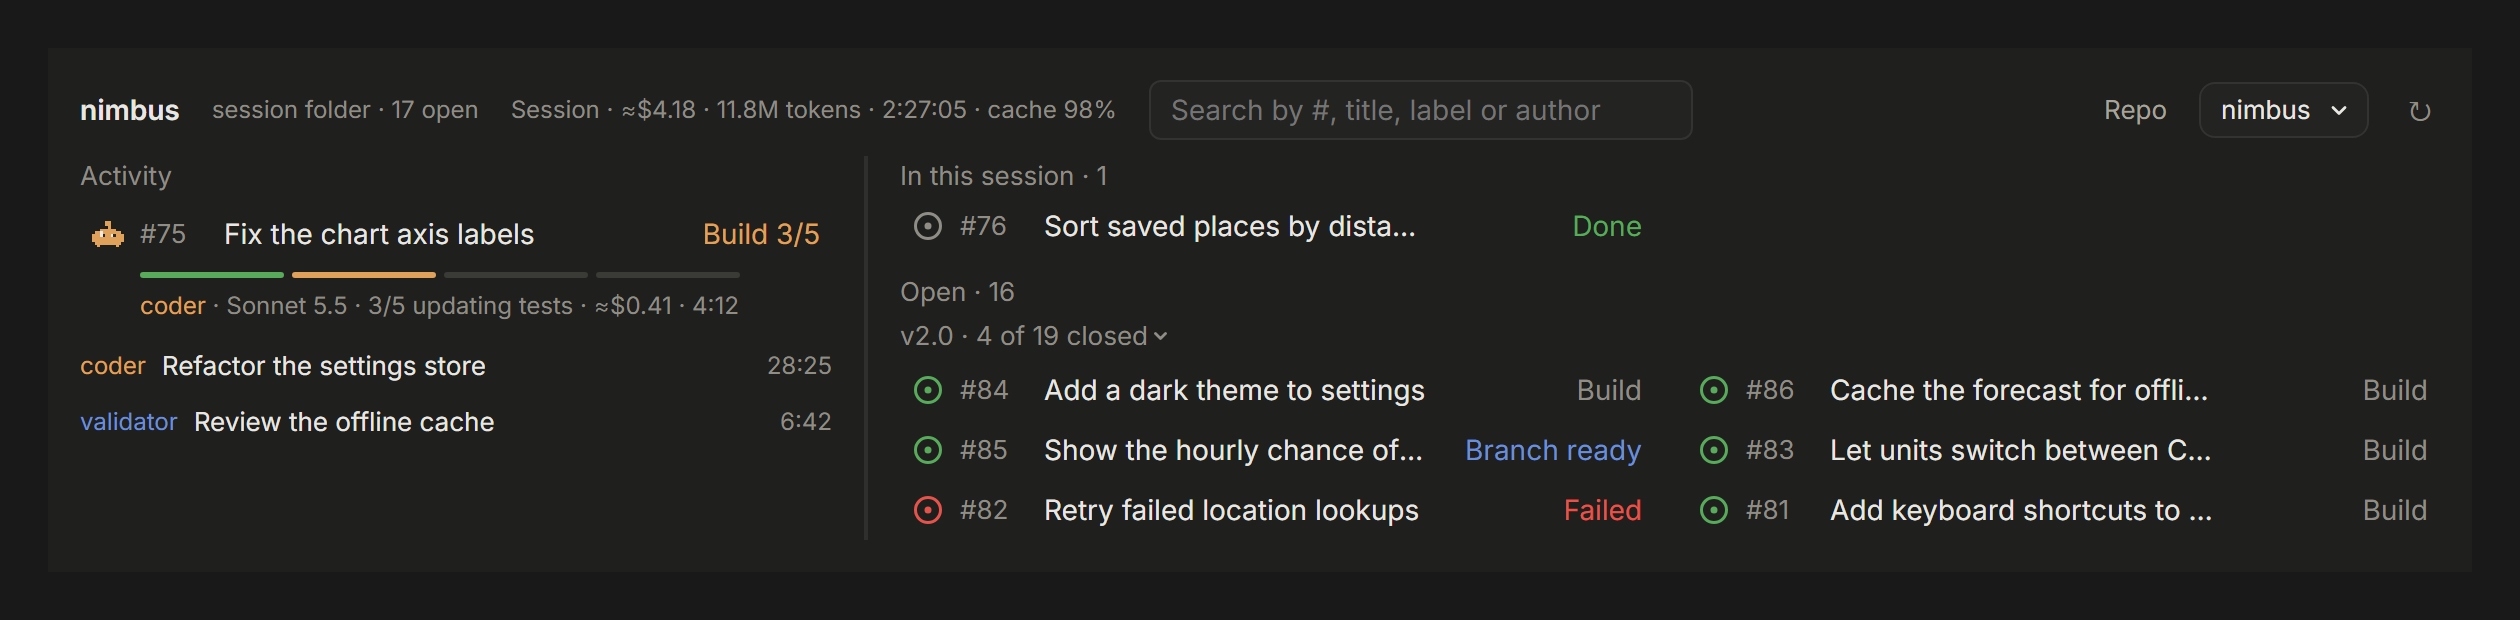 nimbus session folder · 17 open Session · ≈$4.18 · 11.8M tokens · 2:27:05 · cache 98% Search by #, title, label or author Repo nimbus
Activity
#75 Fix the chart axis labels Build 3/5
coder · Sonnet 5.5 · 3/5 updating tests · ≈$0.41 · 4:12
coder Refactor the settings store 28:25
validator Review the offline cache 6:42
In this session · 1
#76 Sort saved places by dista... Done
Open · 16
v2.0 · 4 of 19 closed
#84 Add a dark theme to settings Build #86 Cache the forecast for offli... Build
#85 Show the hourly chance of... Branch ready #83 Let units switch between C... Build
#82 Retry failed location lookups Failed #81 Add keyboard shortcuts to ... Build